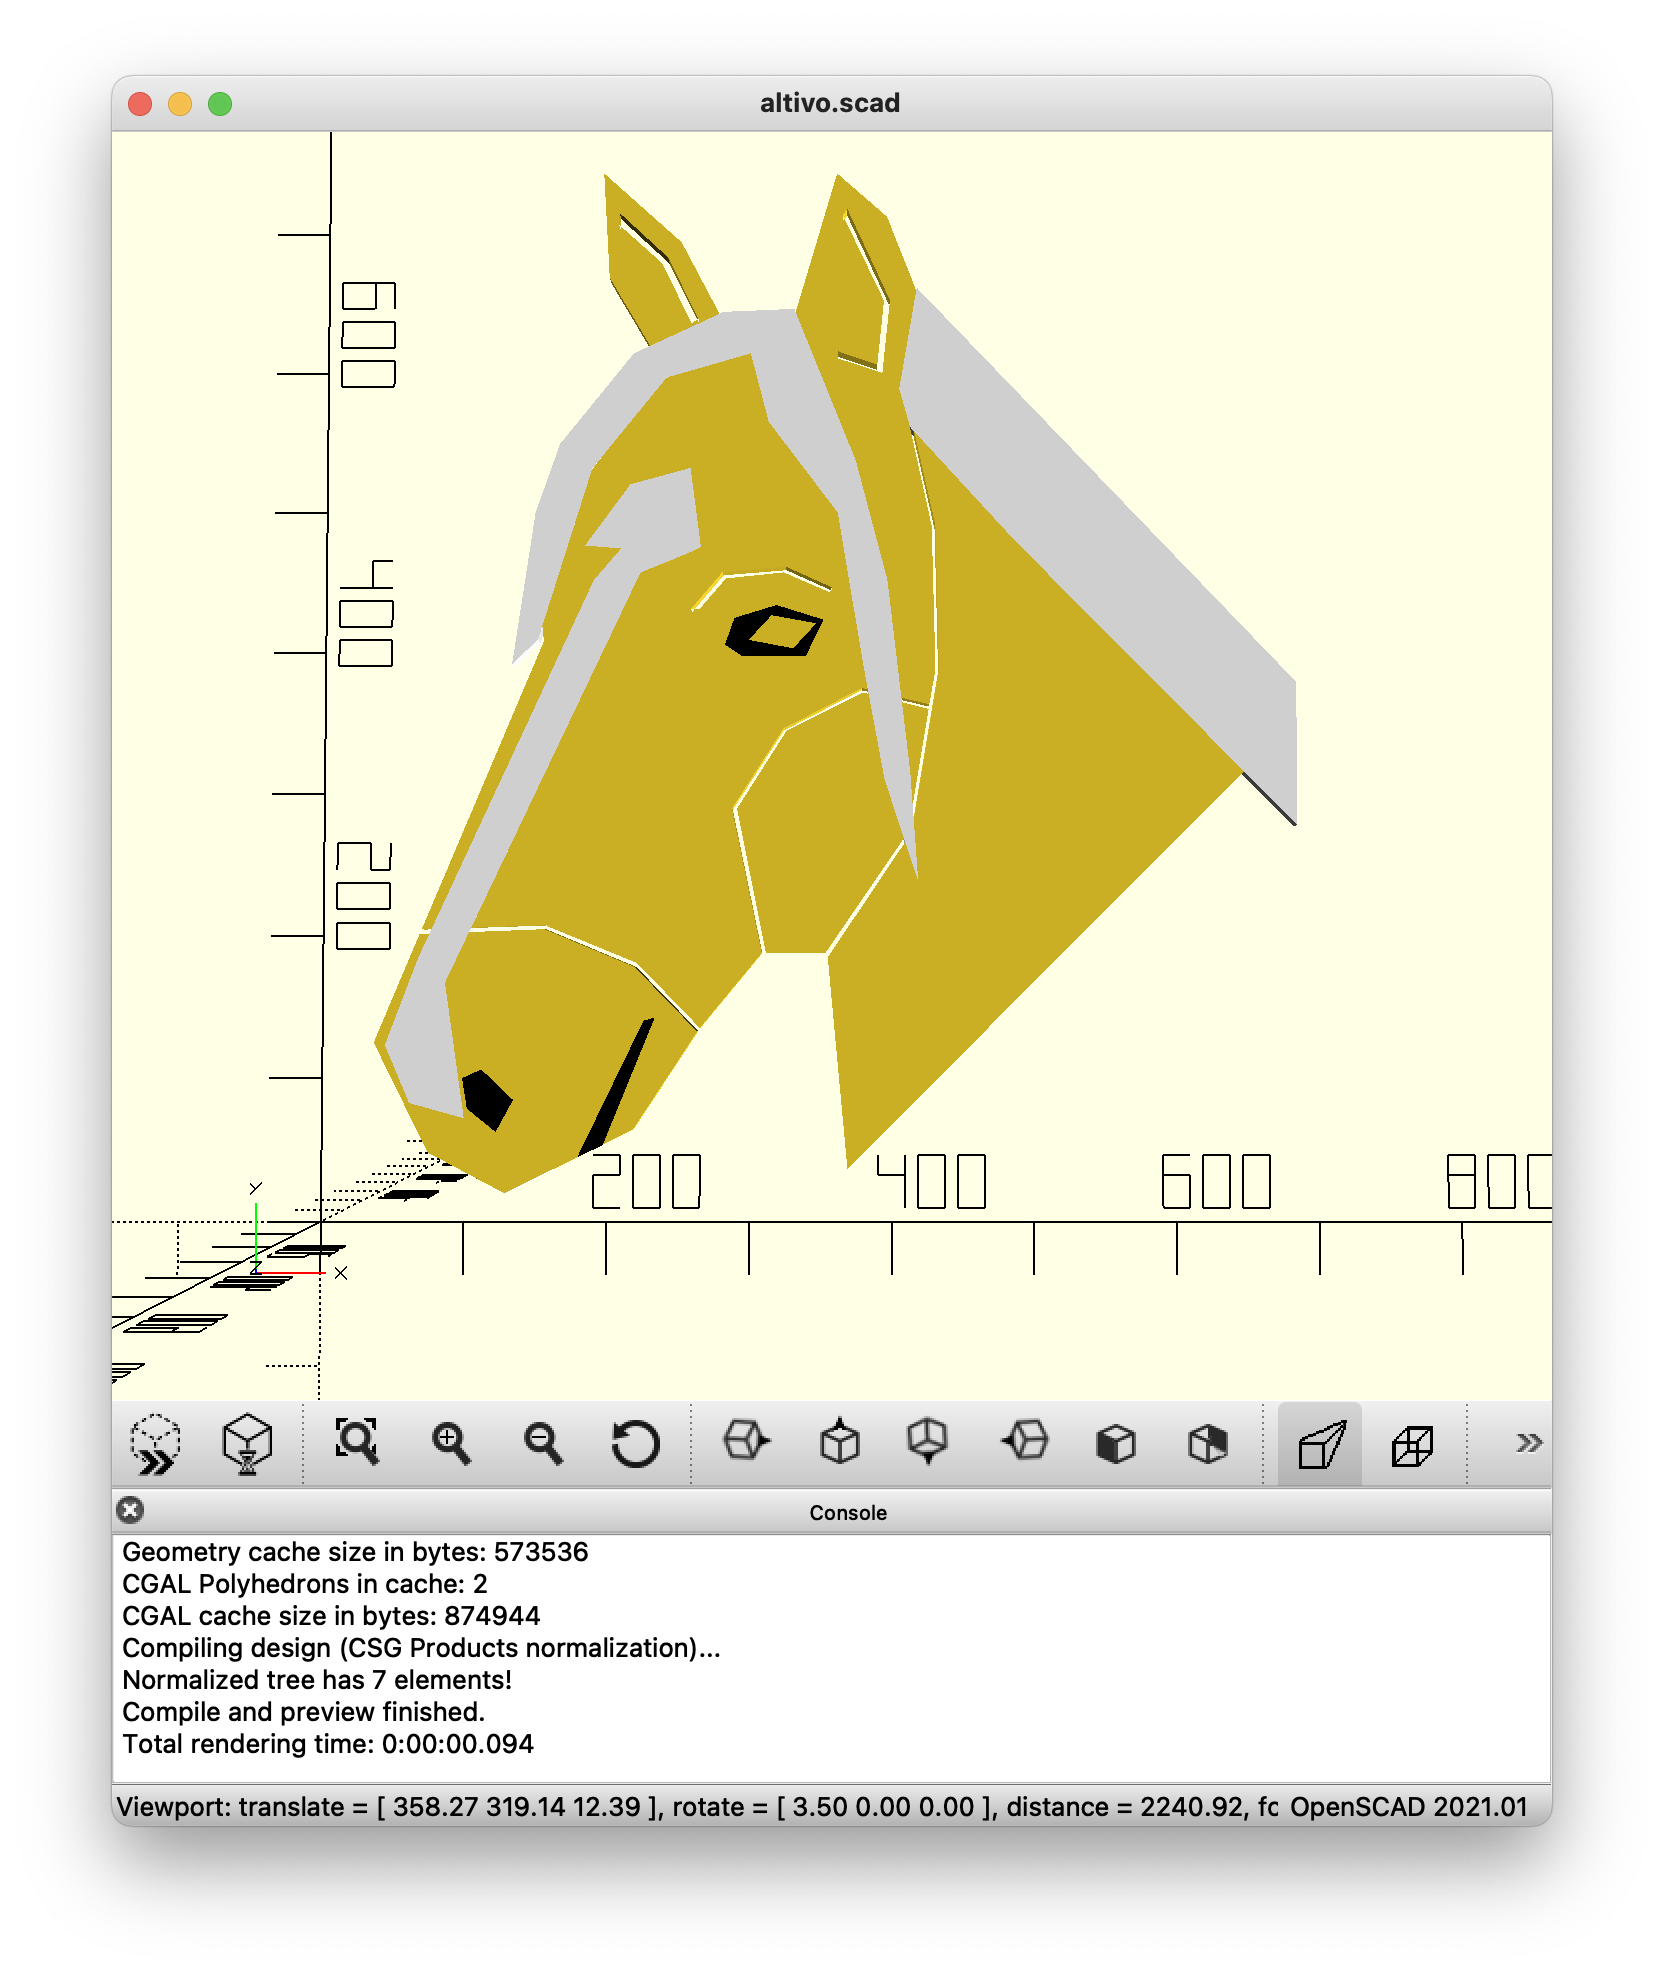 altivo.scad
600
400
200
200
400
600
800
Y
Z
X
Console
Geometry cache size in bytes: 573536
CGAL Polyhedrons in cache: 2
CGAL cache size in bytes: 874944
Compiling design (CSG Products normalization)...
Normalized tree has 7 elements!
Compile and preview finished.
Total rendering time: 0:00:00.094
Viewport: translate = [ 358.27 319.14 12.39 ], rotate = [ 3.50 0.00 0.00 ], distance = 2240.92, fc OpenSCAD 2021.01